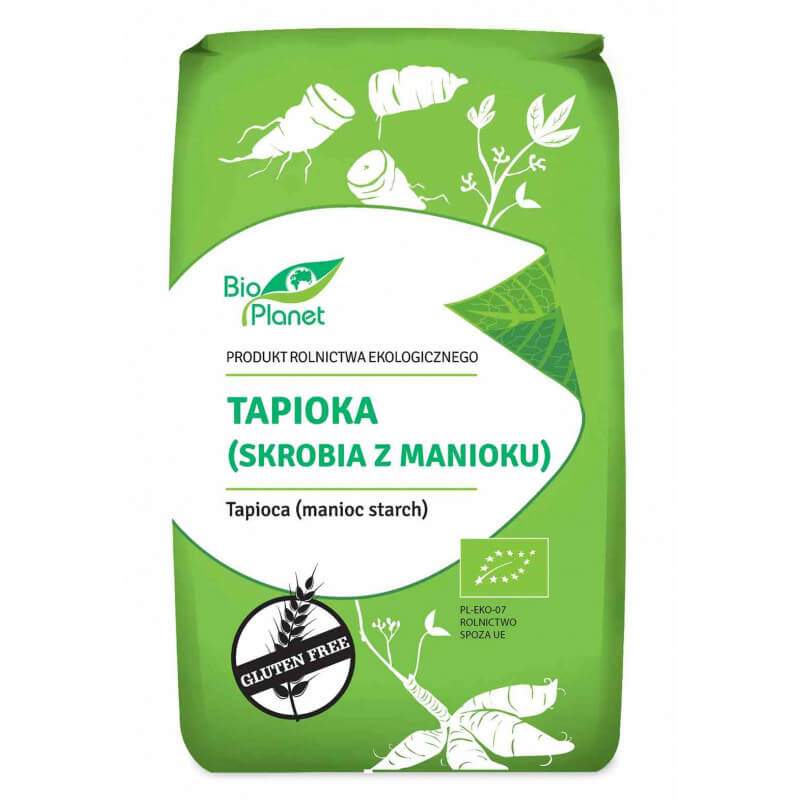 Bio
Planet
PRODUKT ROLNICTWA EKOLOGICZNEGO
TAPIOKA
(SKROBIA Z MANIOKU)
Tapioca (manioc starch)
GLUTEN FREE
PL-EKO-07
ROLNICTWO
SPOZA UE